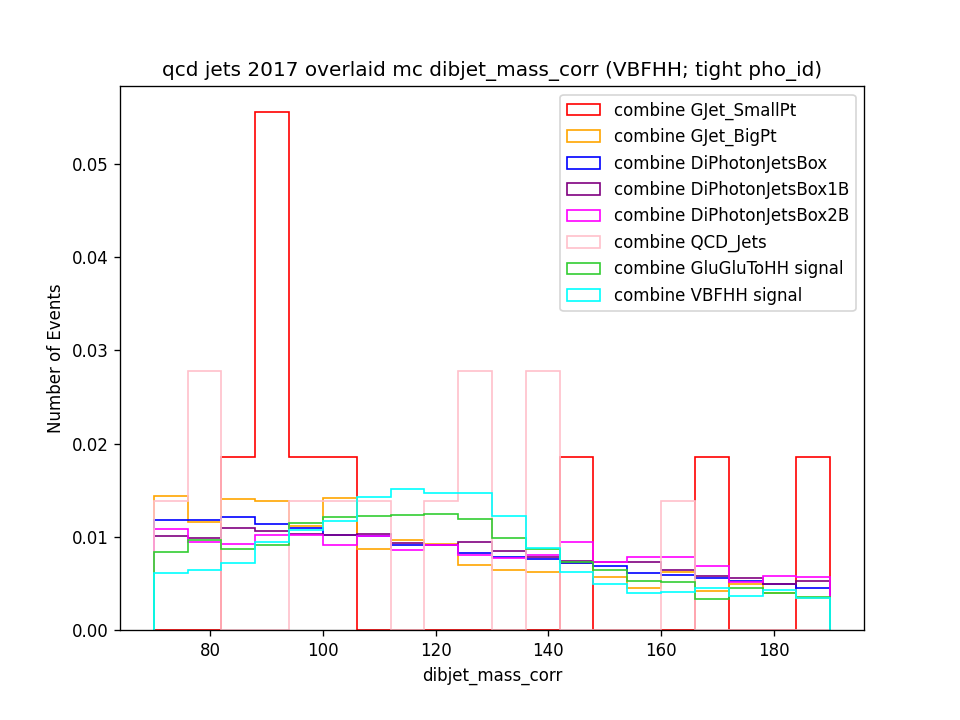 qcd jets 2017 overlaid mc dibjet_mass_corr (VBFHH; tight pho_id)
combine GJet_SmallPt
combine GJet_BigPt
combine DiPhotonJetsBox
combine DiPhotonJetsBox1B
combine DiPhotonJetsBox2B
combine QCD_Jets
combine GluGluToHH signal
combine VBFHH signal
Number of Events
0.05
0.04
0.03
0.02
0.01
0.00
80 100 120 140 160 180
dibjet_mass_corr